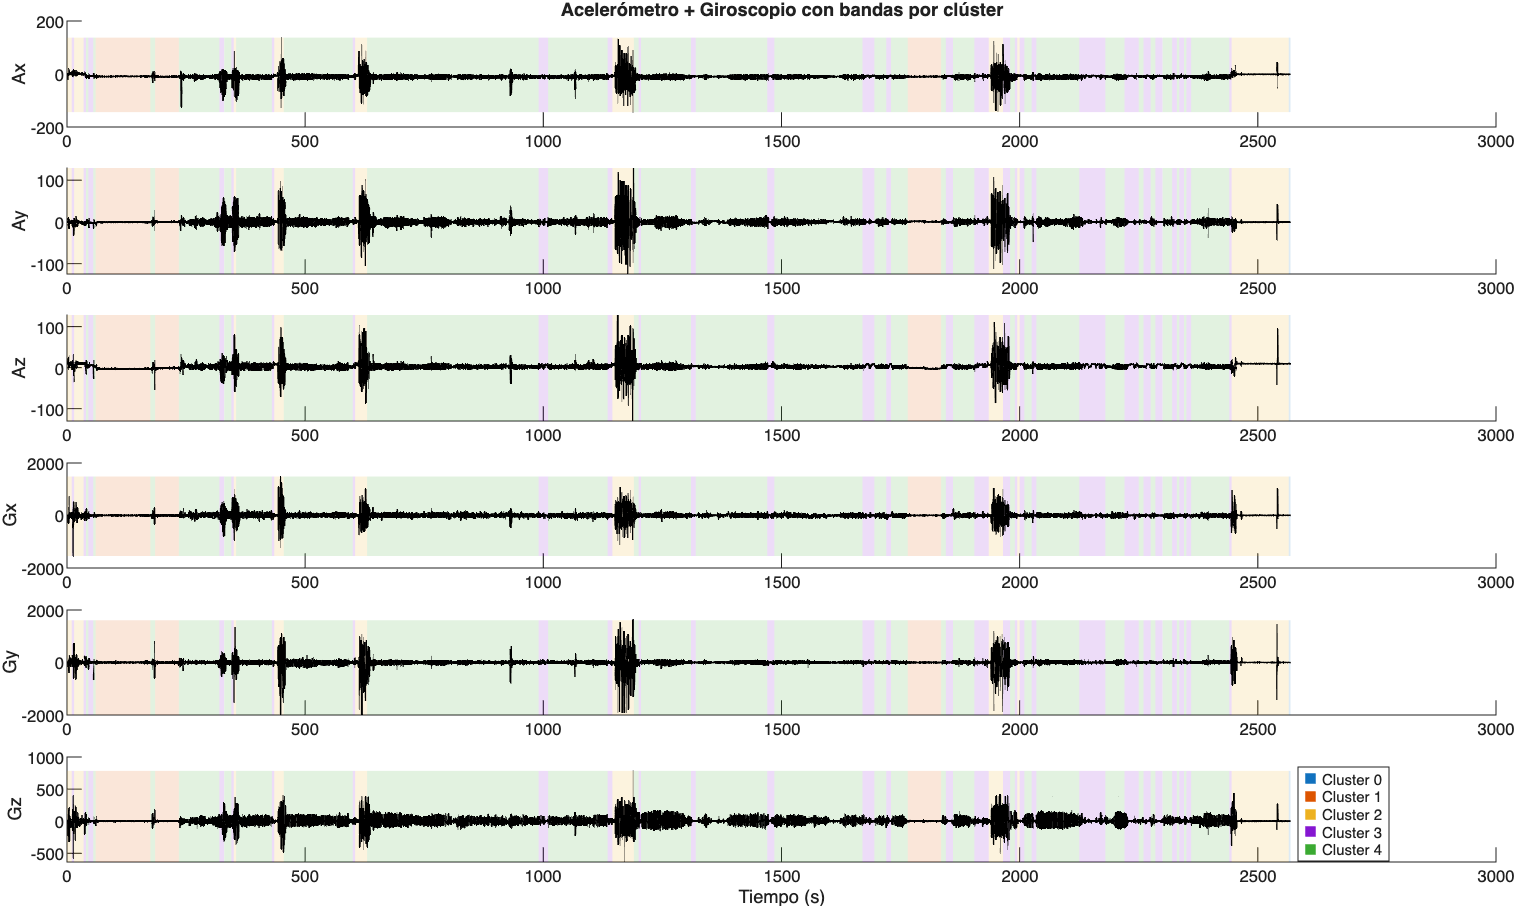 Acelerómetro + Giroscopio con bandas por clúster
Ax
200
0
-200
0 500 1000 1500 2000 2500 3000
Ay
100
0
-100
0 500 1000 1500 2000 2500 3000
Az
100
0
-100
0 500 1000 1500 2000 2500 3000
Gx
2000
0
-2000
0 500 1000 1500 2000 2500 3000
Gy
2000
0
-2000
0 500 1000 1500 2000 2500 3000
Gz
1000
500
0
-500
0 500 1000 1500 2000 2500 3000
Tiempo (s)
Cluster 0
Cluster 1
Cluster 2
Cluster 3
Cluster 4